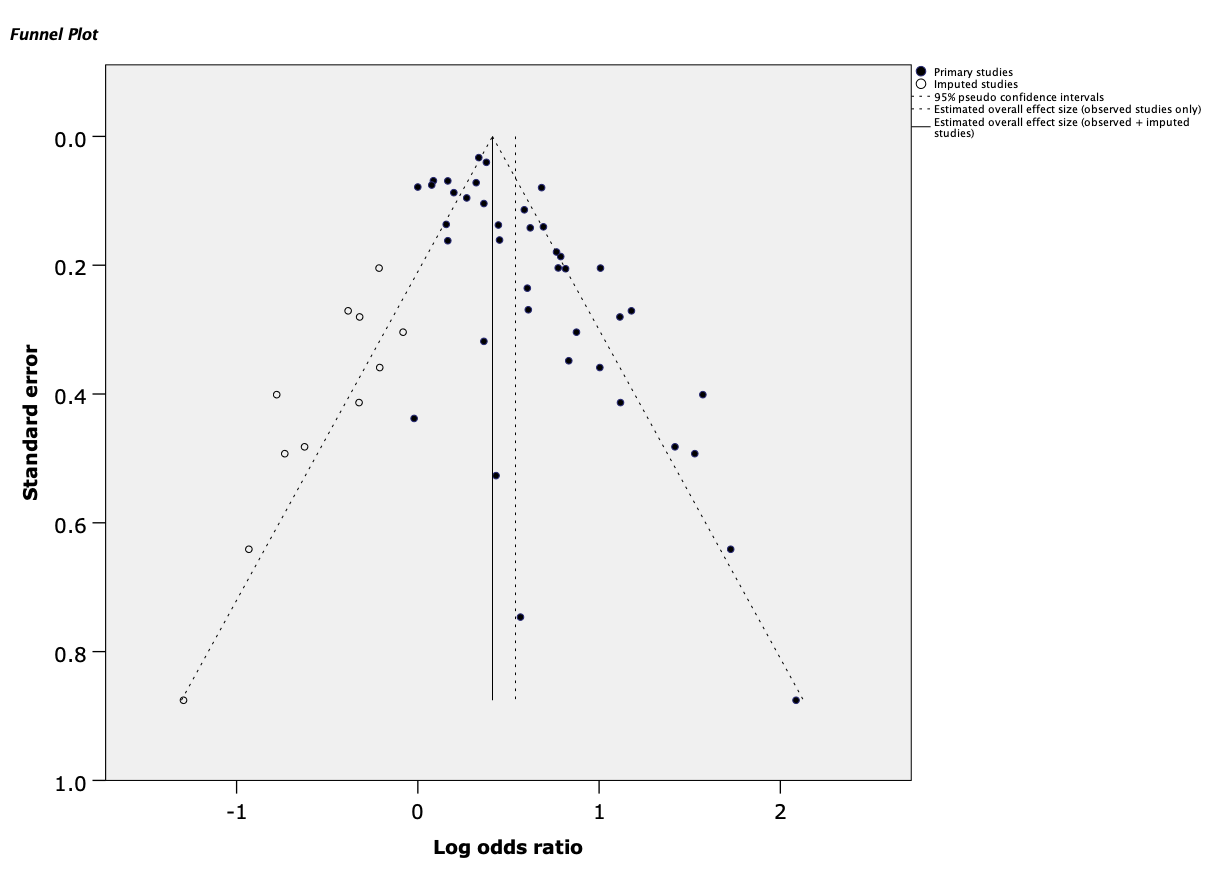 Funnel Plot
Primary studies
Imputed studies
95% pseudo confidence intervals
Estimated overall effect size (observed studies only)
Estimated overall effect size (observed + imputed
studies)
Standard error
0.0
0.2
0.4
0.6
0.8
1.0
-1
0
1
2
Log odds ratio